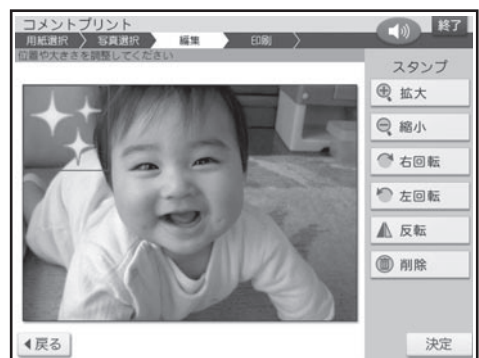 コメントプリント
終了
用紙選択 写真選択 編集 印刷
位置や大きさを調整してください
スタンプ
拡大
縮小
右回転
左回転
反転
削除
戻る
決定